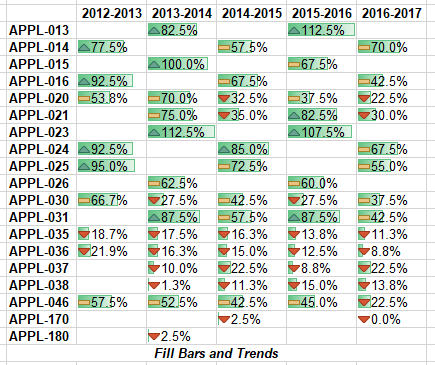 2012-2013 2013-2014 2014-2015 2015-2016 2016-2017
APPL-013 82.5% 112.5%
APPL-014 77.5% 57.5% 70.0%
APPL-015 100.0% 67.5%
APPL-016 92.5% 67.5% 42.5%
APPL-020 53.8% 70.0% 32.5% 37.5% 22.5%
APPL-021 75.0% 35.0% 82.5% 30.0%
APPL-023 112.5% 107.5%
APPL-024 92.5% 85.0% 67.5%
APPL-025 95.0% 72.5% 55.0%
APPL-026 62.5% 60.0%
APPL-030 66.7% 27.5% 42.5% 27.5% 37.5%
APPL-031 87.5% 57.5% 87.5% 42.5%
APPL-035 18.7% 17.5% 16.3% 13.8% 11.3%
APPL-036 21.9% 16.3% 15.0% 12.5% 8.8%
APPL-037 10.0% 22.5% 8.8% 22.5%
APPL-038 1.3% 11.3% 15.0% 13.8%
APPL-046 57.5% 52.5% 42.5% 45.0% 22.5%
APPL-170 2.5% 0.0%
APPL-180 2.5%
Fill Bars and Trends